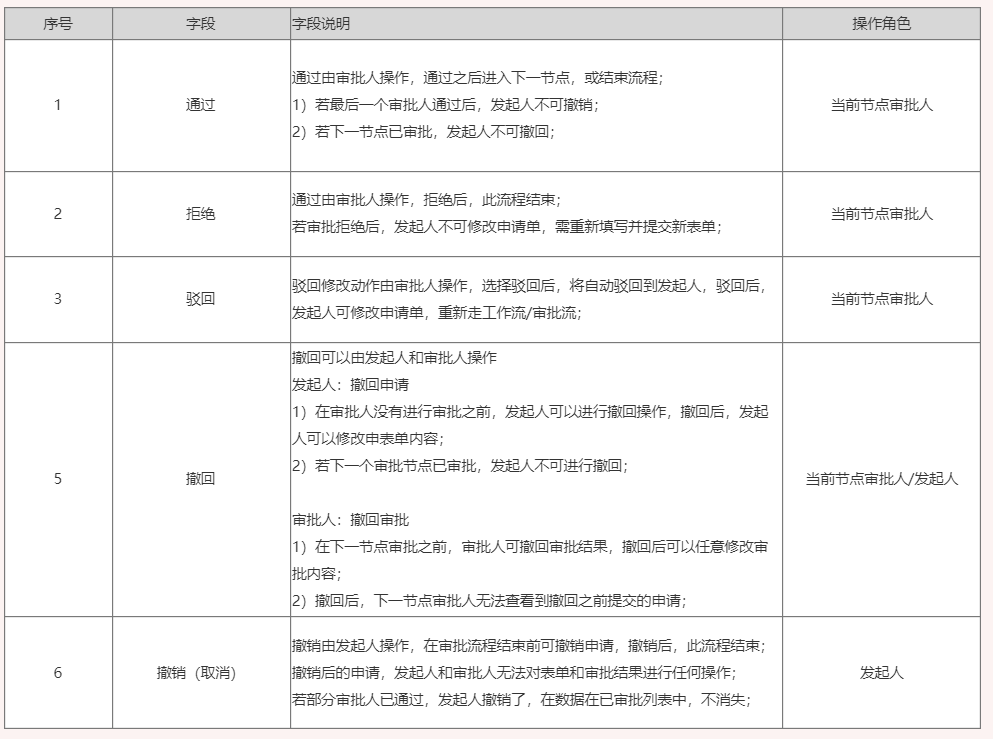 序号 字段 字段说明 操作角色
1 通过 当前节点审批人
通过由审批人操作，通过之后进入下一节点，或结束流程；
1）若最后一个审批人通过后，发起人不可撤销；
2）若下一节点已审批，发起人不可撤回；
2 拒绝 当前节点审批人
通过由审批人操作，拒绝后，此流程结束；
若审批拒绝后，发起人不可修改申请单，需重新填写并提交新表单；
3 驳回 当前节点审批人
驳回修改动作由审批人操作，选择驳回后，将自动驳回到发起人，驳回后，
发起人可修改申请单，重新走工作流/审批流；
5 撤回 当前节点审批人/发起人
撤回可以由发起人和审批人操作
发起人：撤回申请
1）在审批人没有进行审批之前，发起人可以进行撤回操作，撤回后，发起
人可以修改申表单内容；
2）若下一个审批节点已审批，发起人不可进行撤回；
审批人：撤回审批
1）在下一节点审批之前，审批人可撤回审批结果，撤回后可以任意修改审
批内容；
2）撤回后，下一节点审批人无法查看到撤回之前提交的申请；
6 撤销（取消） 发起人
撤销由发起人操作，在审批流程结束前可撤销申请，撤销后，此流程结束；
撤销后的申请，发起人和审批人无法对表单和审批结果进行任何操作；
若部分审批人已通过，发起人撤销了，在数据在已审批列表中，不消失；